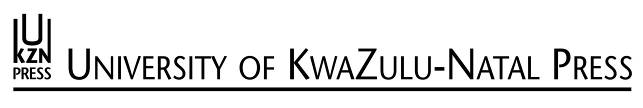 U
KZN
PRESS
UNIVERSITY OF KWAZULU-NATAL PRESS